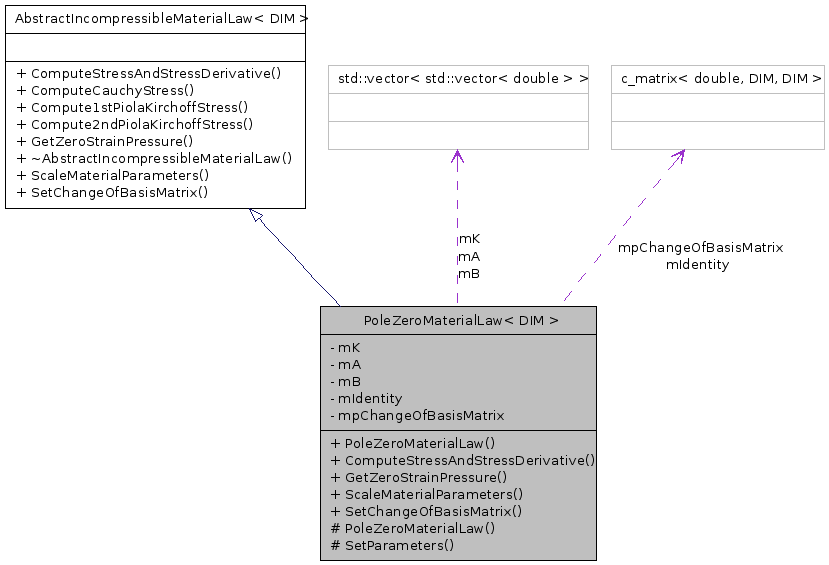 AbstractIncompressibleMaterialLaw< DIM >
+ ComputeStressAndStressDerivative()
+ ComputeCauchyStress()
+ Compute1stPiolaKirchoffStress()
+ Compute2ndPiolaKirchoffStress()
+ GetZeroStrainPressure()
+ ~AbstractIncompressibleMaterialLaw()
+ ScaleMaterialParameters()
+ SetChangeOfBasisMatrix()
std::vector< std::vector< double > >
c_matrix< double, DIM, DIM >
mK
mA
mB
mpChangeOfBasisMatrix
mIdentity
PoleZeroMaterialLaw< DIM >
- mK
- mA
- mB
- mIdentity
- mpChangeOfBasisMatrix
+ PoleZeroMaterialLaw()
+ ComputeStressAndStressDerivative()
+ GetZeroStrainPressure()
+ ScaleMaterialParameters()
+ SetChangeOfBasisMatrix()
# PoleZeroMaterialLaw()
# SetParameters()